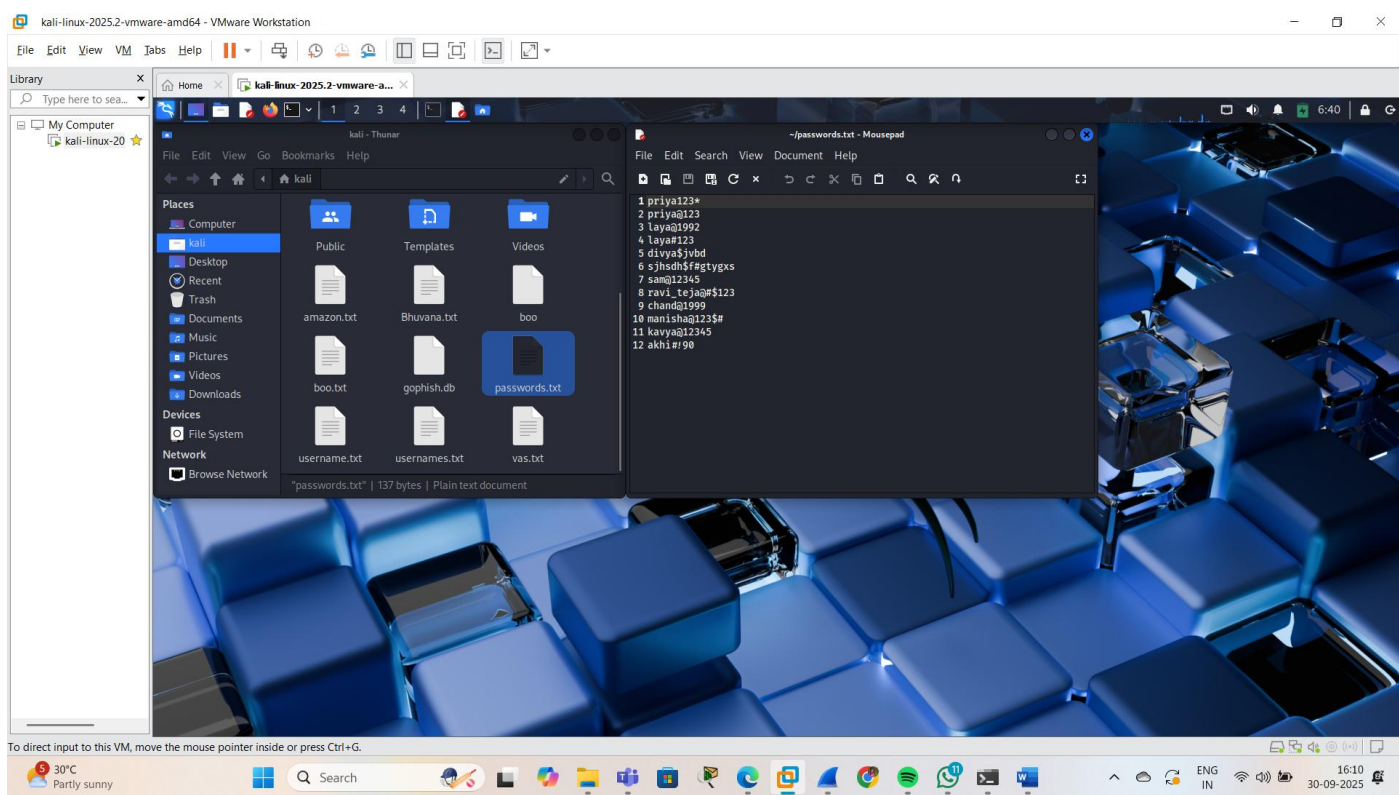 kali-linux-2025.2-vmware-amd64 - VMware Workstation
File Edit View VM Tabs Help
Library X
Type here to sea...
My Computer
kali-linux-20
Home
kali-linux-2025.2-vmware-a...
1 2 3 4
6:40
kali - Thunar
File Edit View Go Bookmarks Help
kali
Places
Computer
kali
Desktop
Recent
Trash
Documents
Music
Pictures
Videos
Downloads
Devices
File System
Network
Browse Network
Public Templates Videos
amazon.txt Bhuvana.txt boo
boo.txt gophish.db passwords.txt
username.txt usernames.txt vas.txt
"passwords.txt" | 137 bytes | Plain text document
~/passwords.txt - Mousepad
File Edit Search View Document Help
1 priya123*
2 priya@123
3 laya@1992
4 laya#123
5 divya$jvbd
6 sjhsdh$f#gtygxs
7 sam@12345
8 ravi_teja@#$123
9 chand@1999
10 manisha@123$#
11 kavya@12345
12 akhi#!90
To direct input to this VM, move the mouse pointer inside or press Ctrl+G.
5
30°C
Partly sunny
Search
11
ENG
IN
16:10
30-09-2025